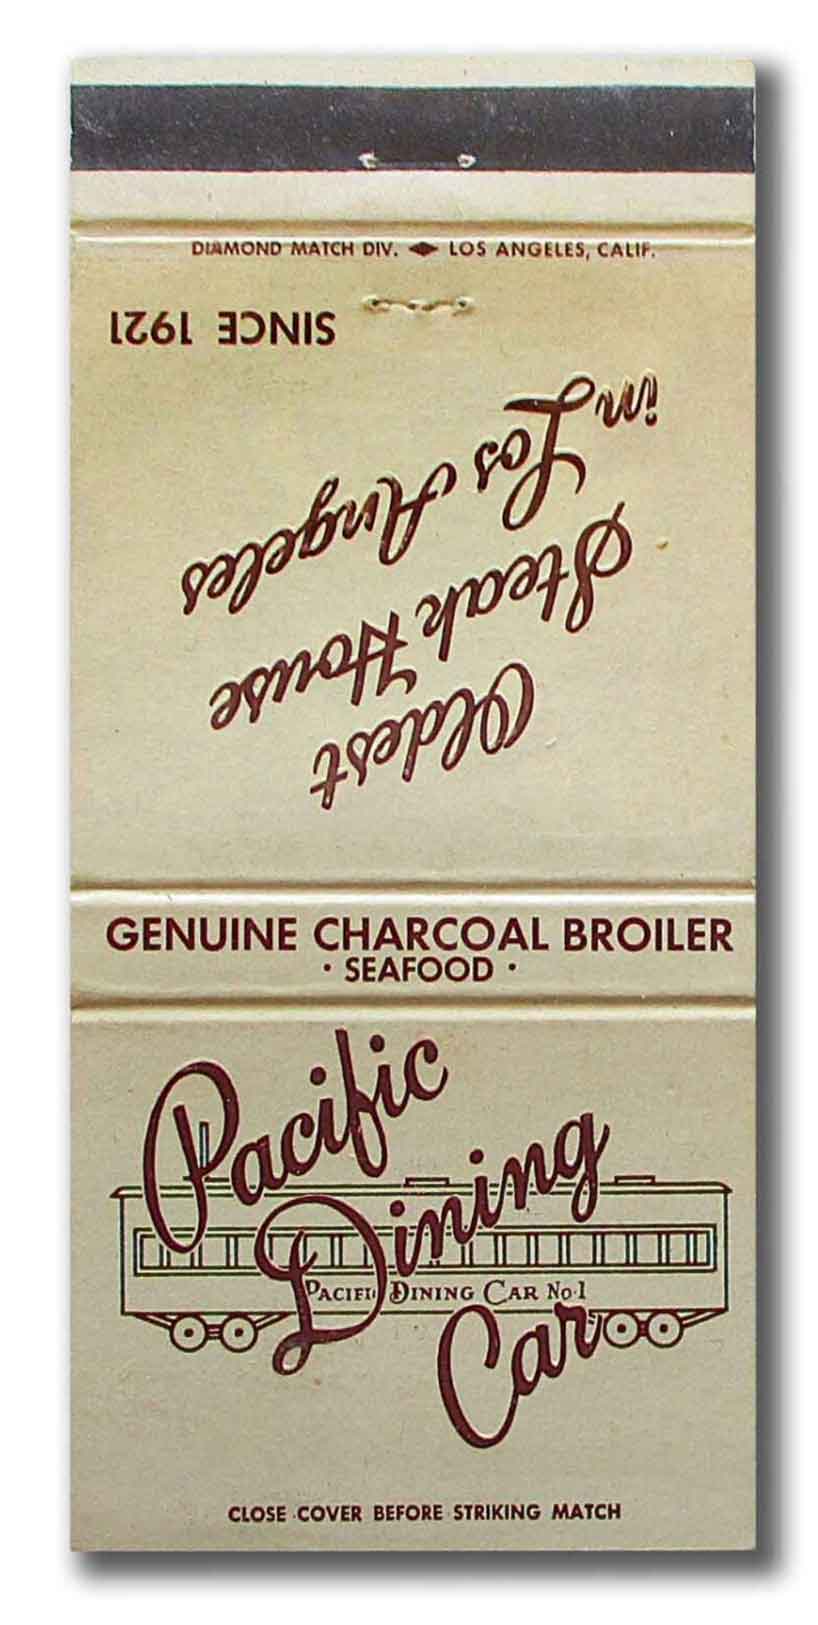 DIAMOND MATCH DIV. ◆ LOS ANGELES, CALIF.
Oldest
Steak House
in Los Angeles
SINCE 1921
GENUINE CHARCOAL BROILER
· SEAFOOD ·
Pacific
Dining
Car
PACIFIC DINING CAR No·1
CLOSE COVER BEFORE STRIKING MATCH